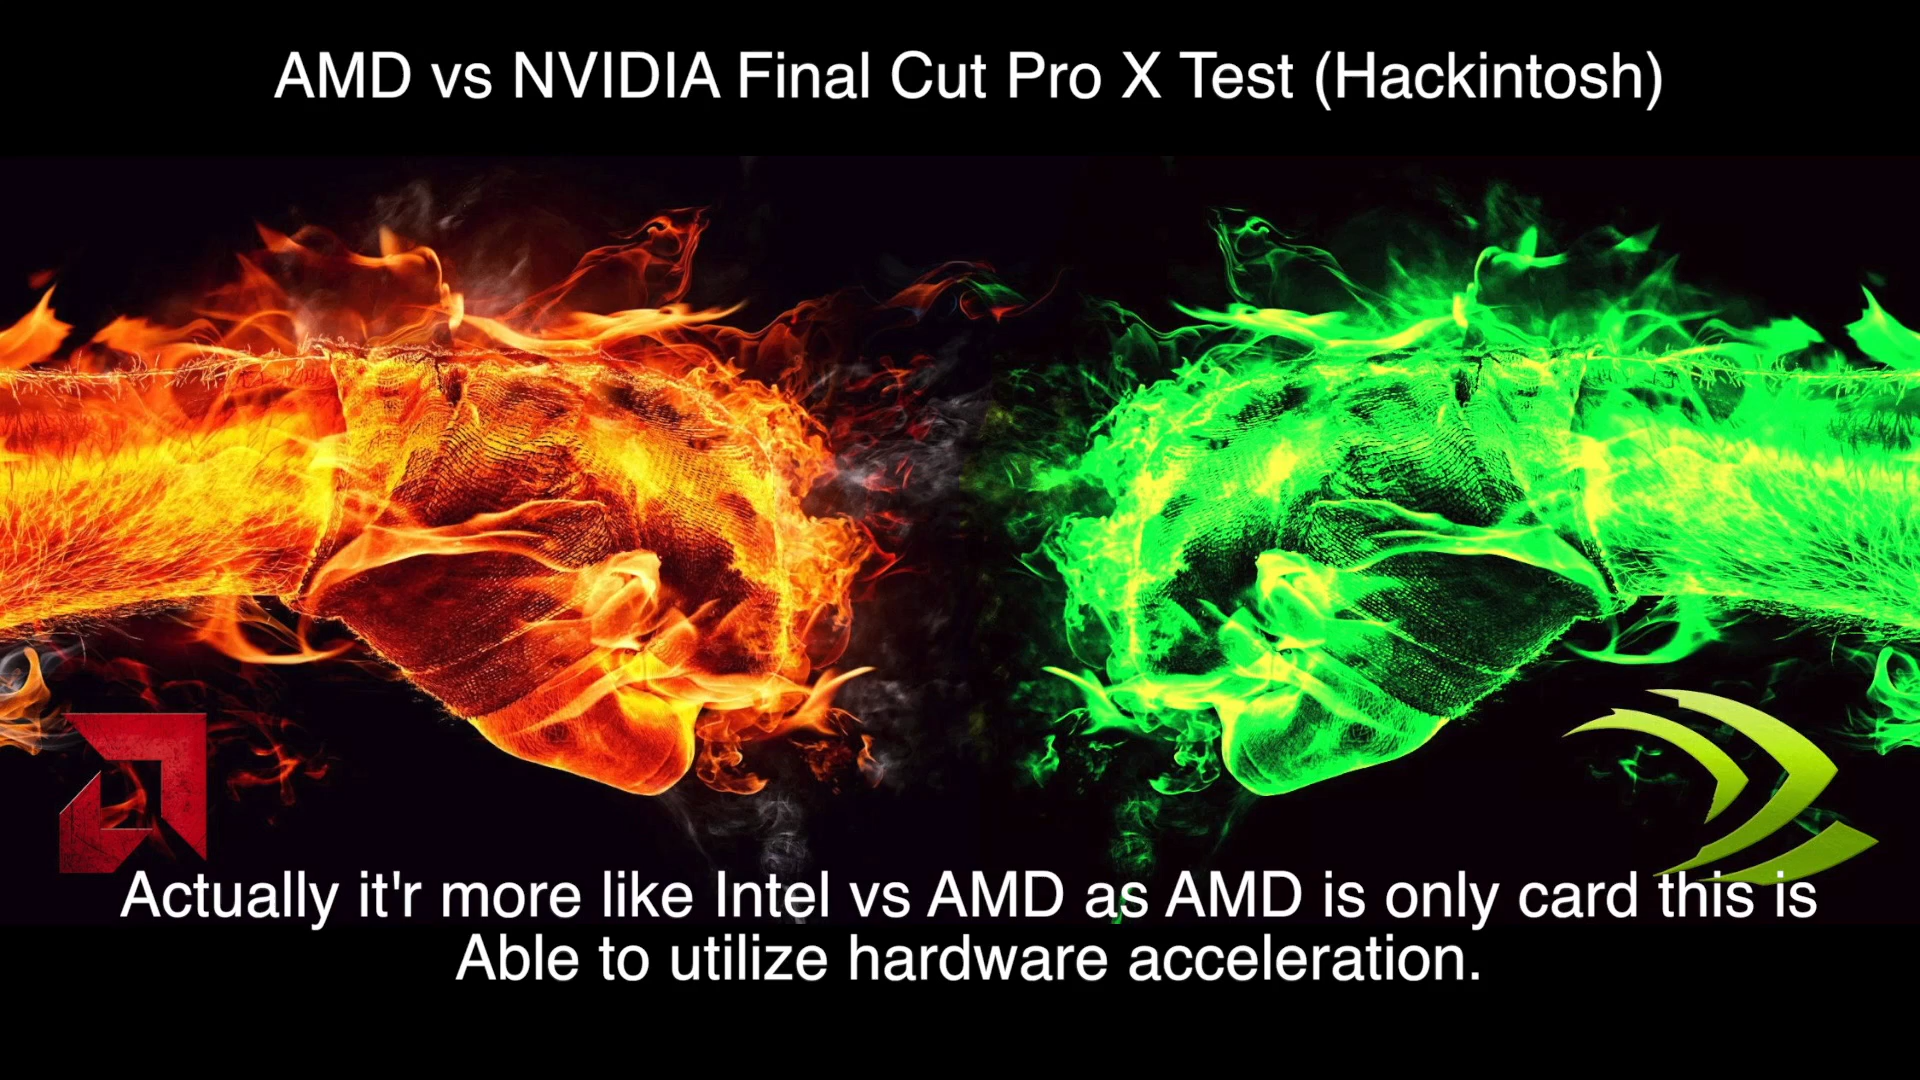 AMD vs NVIDIA Final Cut Pro X Test (Hackintosh)
Actually it'r more like Intel vs AMD as AMD is only card this is
Able to utilize hardware acceleration.